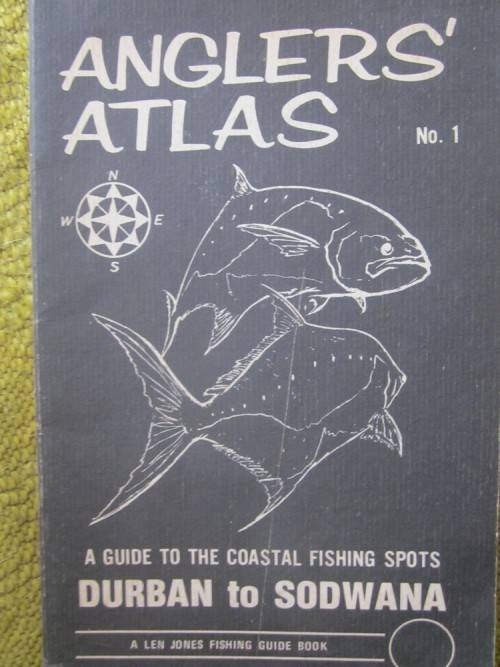 ANGLERS'
ATLAS
No. 1
N
W E
S
A GUIDE TO THE COASTAL FISHING SPOTS
DURBAN to SODWANA
A LEN JONES FISHING GUIDE BOOK